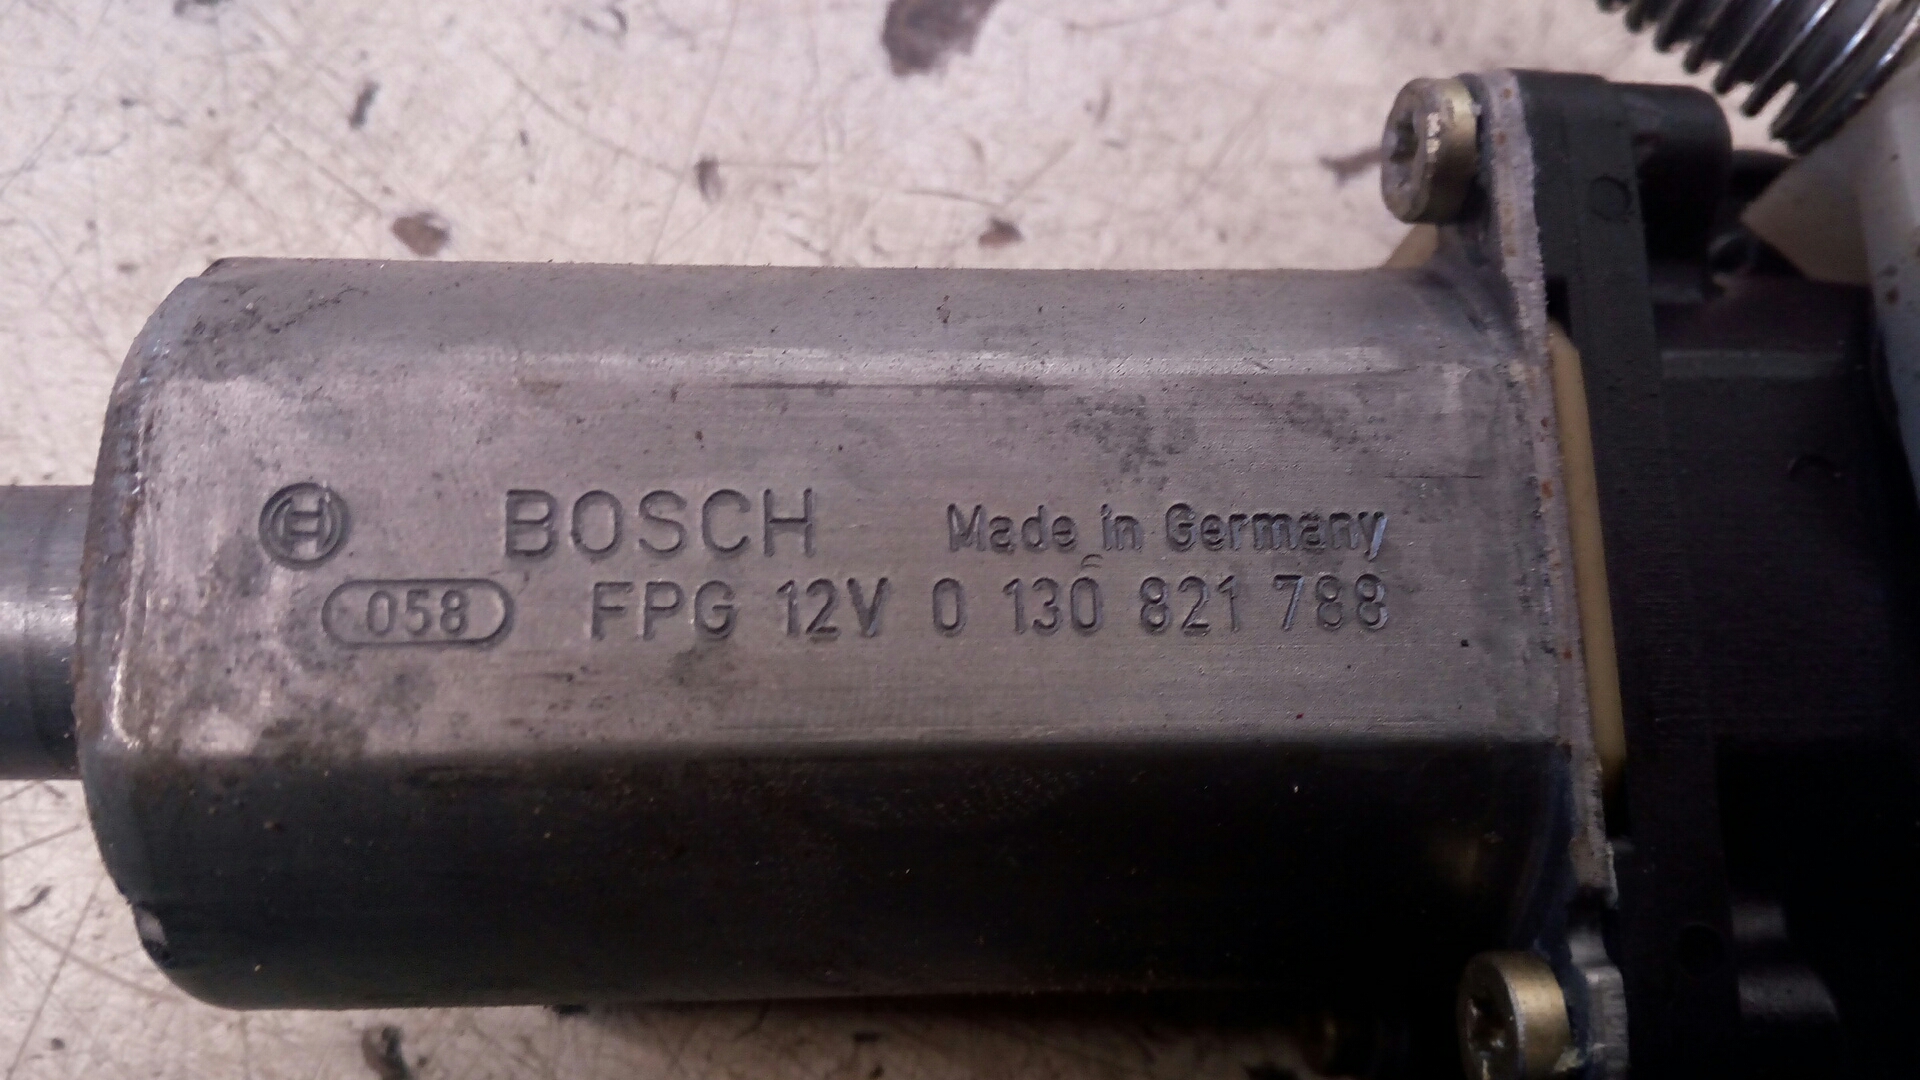 BOSCH Made in Germany
058 FPG 12V 0 130 821 788